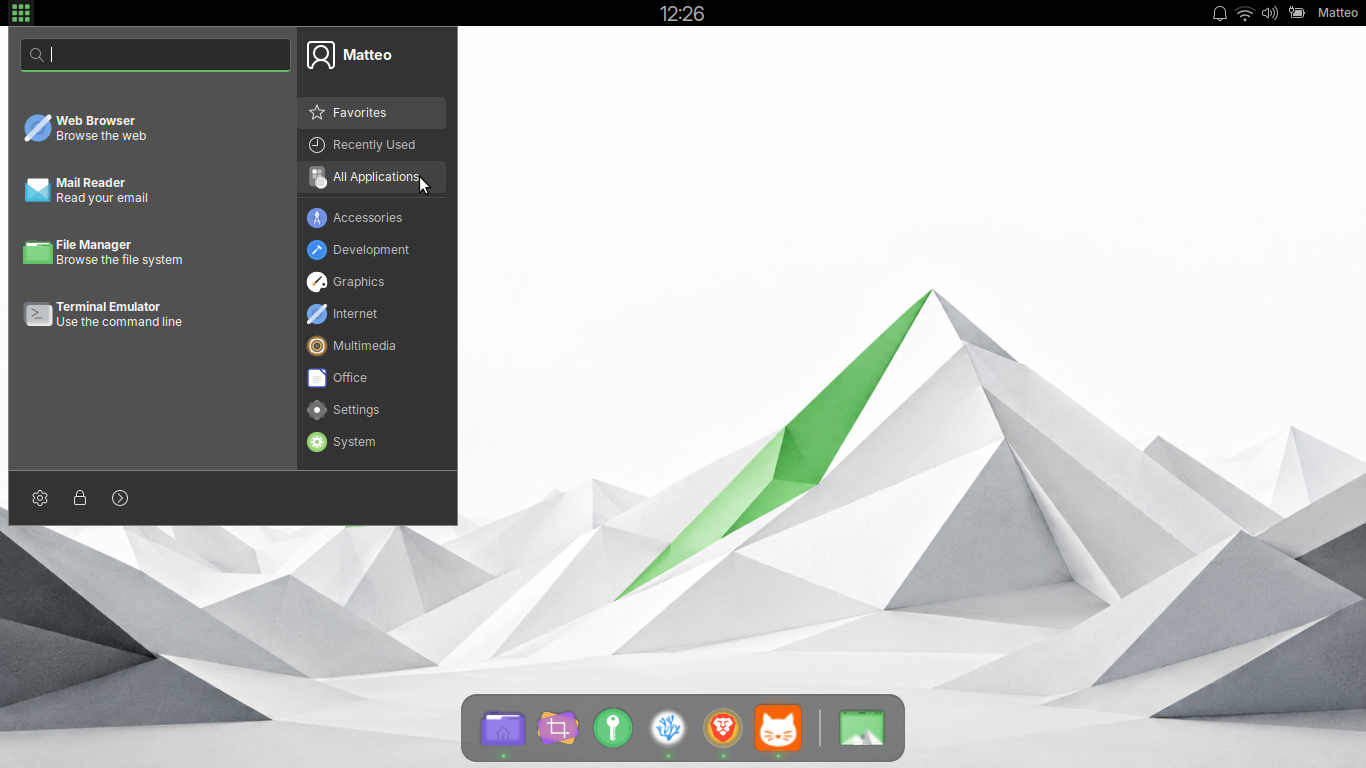 12:26
Matteo
Matteo
Web Browser
Browse the web
Mail Reader
Read your email
File Manager
Browse the file system
Terminal Emulator
Use the command line
Favorites
Recently Used
All Applications
Accessories
Development
Graphics
Internet
Multimedia
Office
Settings
System